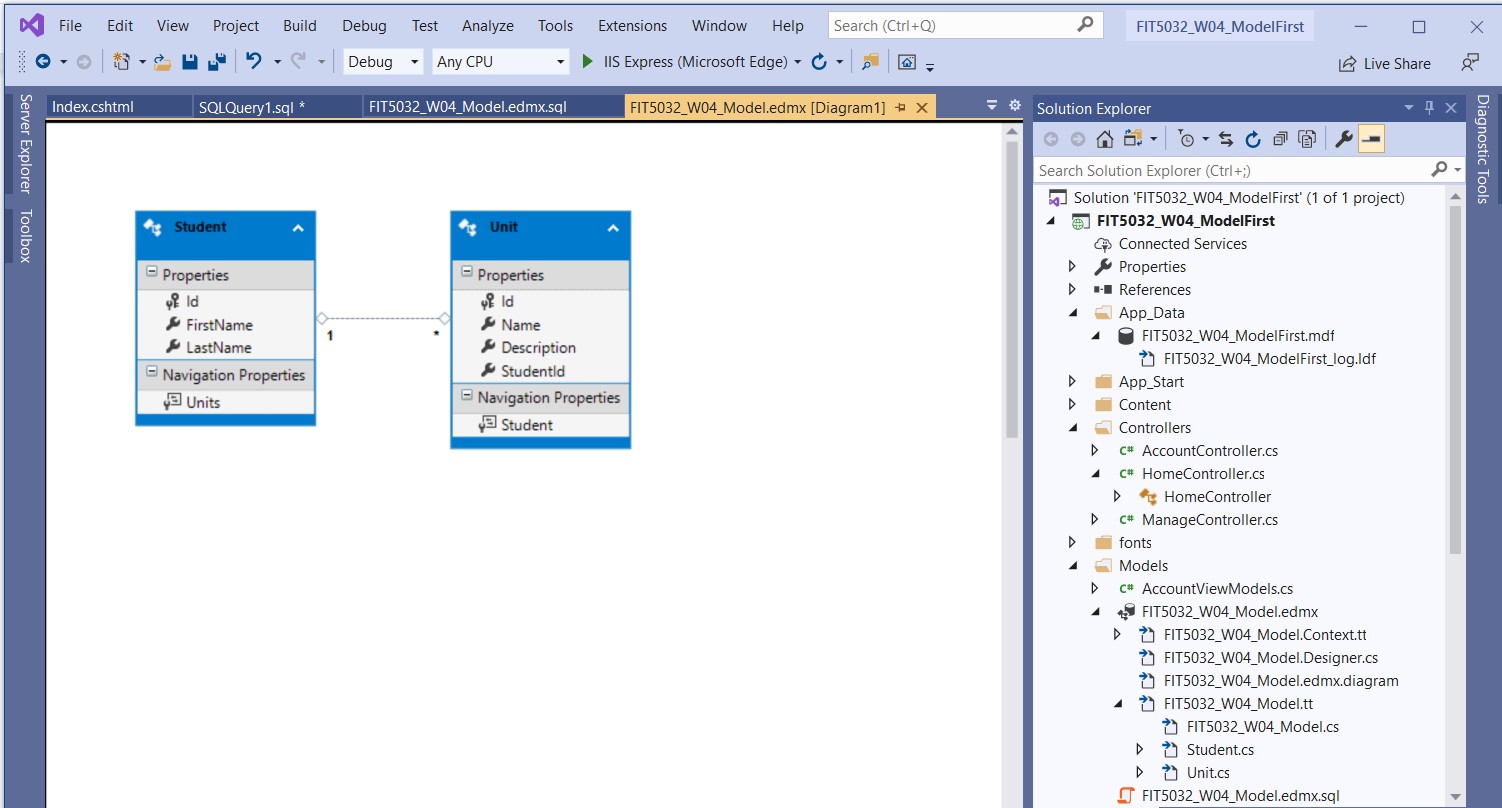 File Edit View Project Build Debug Test Analyze Tools Extensions Window Help Search (Ctrl+Q) FIT5032_W04_ModelFirst
Debug Any CPU IIS Express (Microsoft Edge) Live Share
Server Explorer
Toolbox
Index.cshtml SQLQuery1.sql * FIT5032_W04_Model.edmx.sql FIT5032_W04_Model.edmx [Diagram1]
Student
Properties
Id
FirstName
LastName
Navigation Properties
Units
1 *
Unit
Properties
Id
Name
Description
StudentId
Navigation Properties
Student
Solution Explorer
Search Solution Explorer (Ctrl+;)
Solution 'FIT5032_W04_ModelFirst' (1 of 1 project)
FIT5032_W04_ModelFirst
Connected Services
Properties
References
App_Data
FIT5032_W04_ModelFirst.mdf
FIT5032_W04_ModelFirst_log.ldf
App_Start
Content
Controllers
C# AccountController.cs
C# HomeController.cs
HomeController
C# ManageController.cs
fonts
Models
C# AccountViewModels.cs
FIT5032_W04_Model.edmx
FIT5032_W04_Model.Context.tt
FIT5032_W04_Model.Designer.cs
FIT5032_W04_Model.edmx.diagram
FIT5032_W04_Model.tt
FIT5032_W04_Model.cs
Student.cs
Unit.cs
FIT5032_W04_Model.edmx.sql
Diagnostic Tools